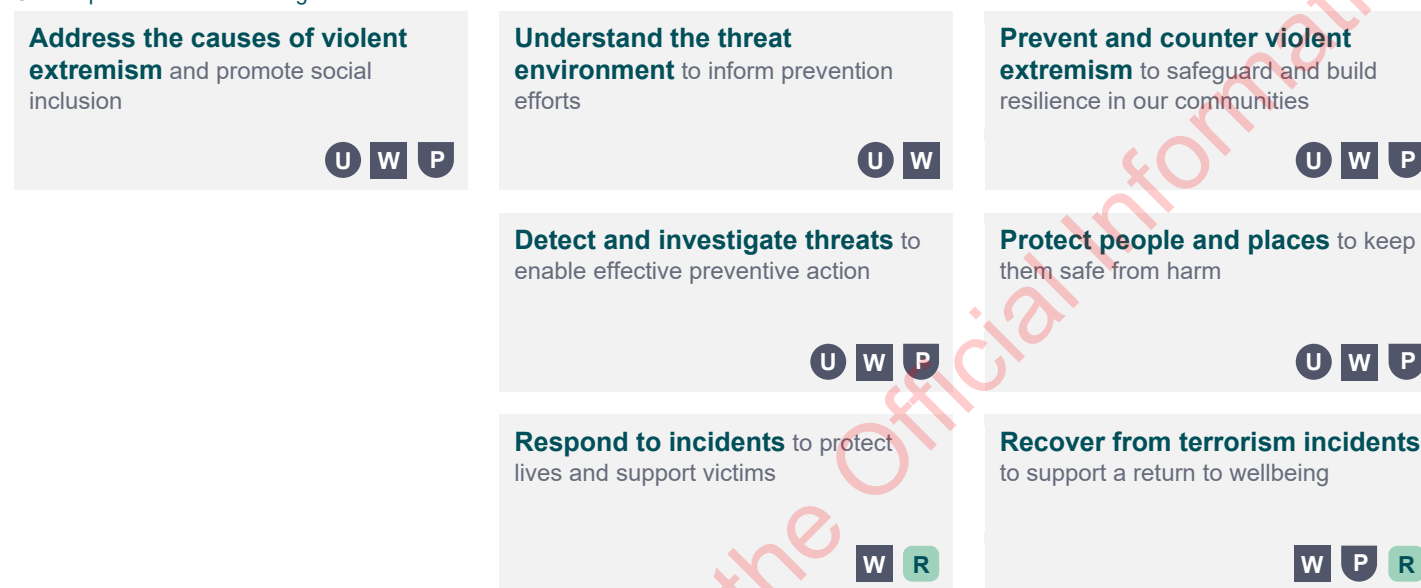 Address the causes of violent
extremism and promote social
inclusion
U W P
Understand the threat
environment to inform prevention
efforts
U W
Prevent and counter violent
extremism to safeguard and build
resilience in our communities
U W P
Detect and investigate threats to
enable effective preventive action
U W P
Protect people and places to keep
them safe from harm
U W P
Respond to incidents to protect
lives and support victims
W R
Recover from terrorism incidents
to support a return to wellbeing
W P R
the Official Informati